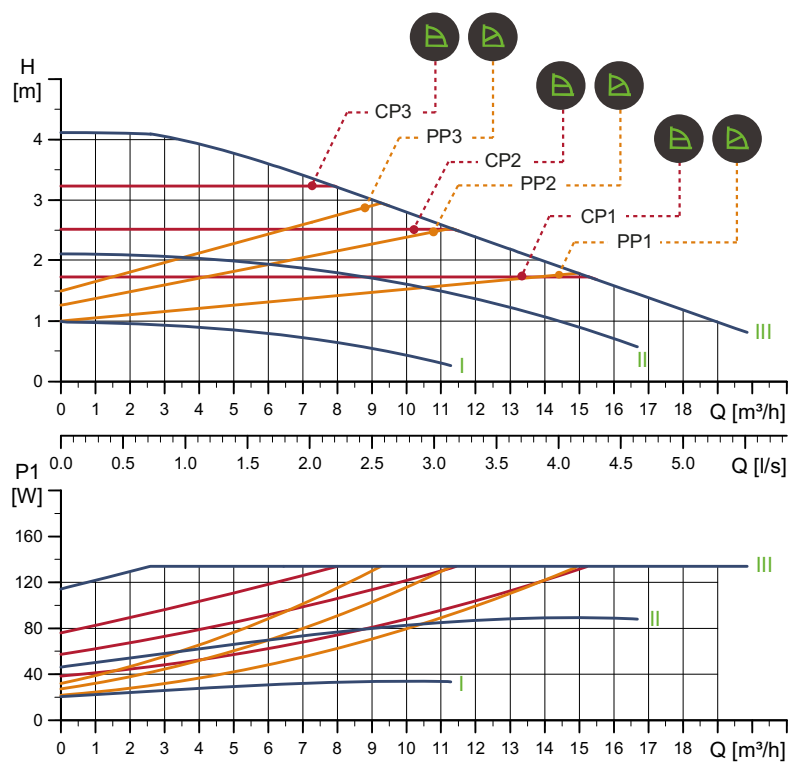 H
[m]
CP3
PP3
CP2
PP2
CP1
PP1
4
3
2
1
0
I
II
III
0 1 2 3 4 5 6 7 8 9 10 11 12 13 14 15 16 17 18 Q [m³/h]
0.0 0.5 1.0 1.5 2.0 2.5 3.0 3.5 4.0 4.5 5.0 Q [l/s]
P1
[W]
160
120
80
40
0
III
II
I
0 1 2 3 4 5 6 7 8 9 10 11 12 13 14 15 16 17 18 Q [m³/h]